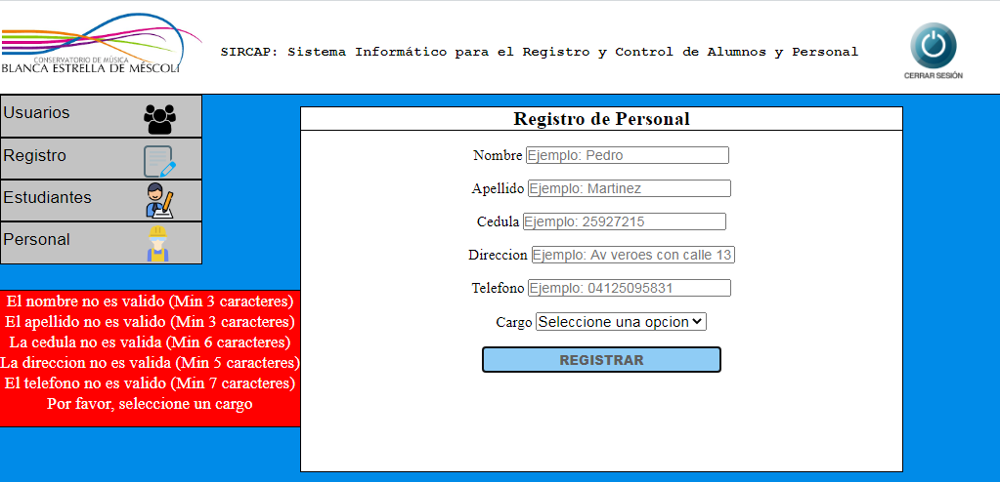 CONSERVATORIO DE MÚSICA
BLANCA ESTRELLA DE MÉSCOLI
SIRCAP: Sistema Informático para el Registro y Control de Alumnos y Personal
CERRAR SESIÓN
Usuarios
Registro
Estudiantes
Personal
El nombre no es valido (Min 3 caracteres)
El apellido no es valido (Min 3 caracteres)
La cedula no es valida (Min 6 caracteres)
La direccion no es valida (Min 5 caracteres)
El telefono no es valido (Min 7 caracteres)
Por favor, seleccione un cargo
Registro de Personal
Nombre Ejemplo: Pedro
Apellido Ejemplo: Martinez
Cedula Ejemplo: 25927215
Direccion Ejemplo: Av veroes con calle 13
Telefono Ejemplo: 04125095831
Cargo Seleccione una opcion
REGISTRAR